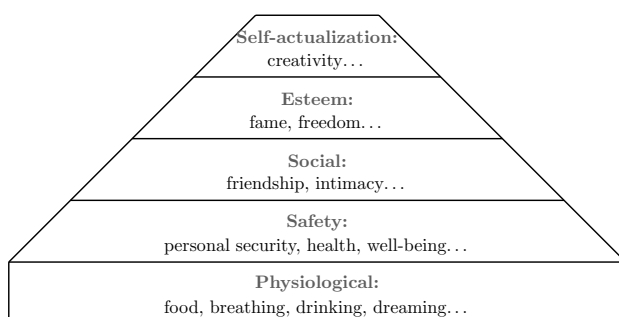 Self-actualization:
creativity...
Esteem:
fame, freedom...
Social:
friendship, intimacy...
Safety:
personal security, health, well-being...
Physiological:
food, breathing, drinking, dreaming...